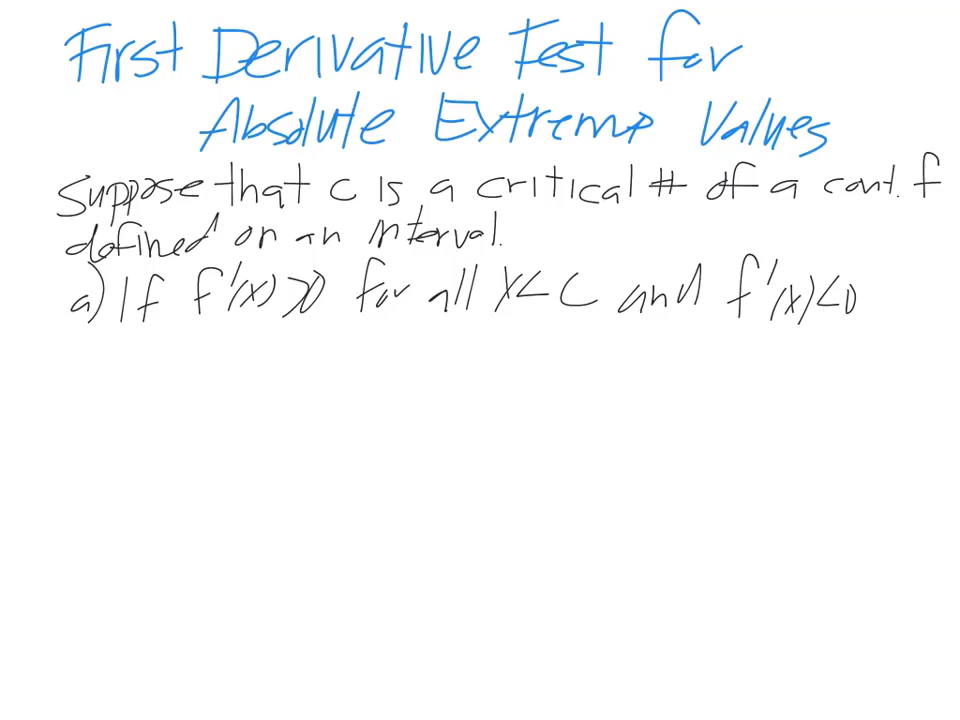 First Derivative Test for
Absolute Extreme Values
Suppose that c is a critical # of a cont. f
defined on an interval.
a) If f'(x) > 0 for all x < c and f'(x) < 0